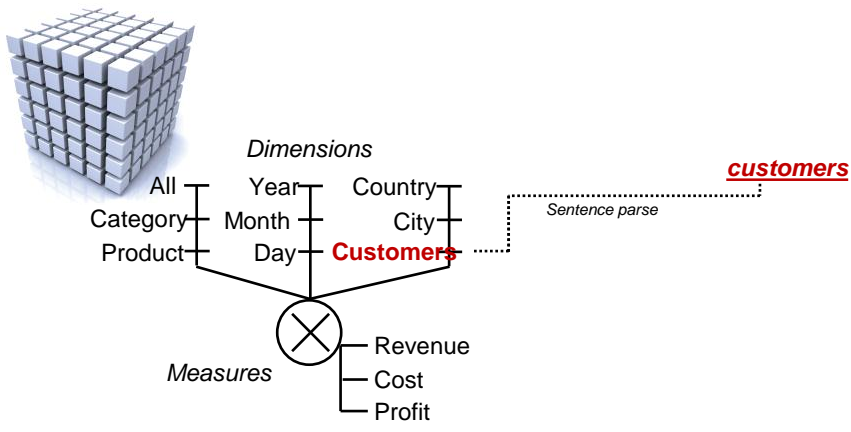 Dimensions
customers
All Year Country
Category Month City
Sentence parse
Product Day Customers
Revenue
Measures
Cost
Profit